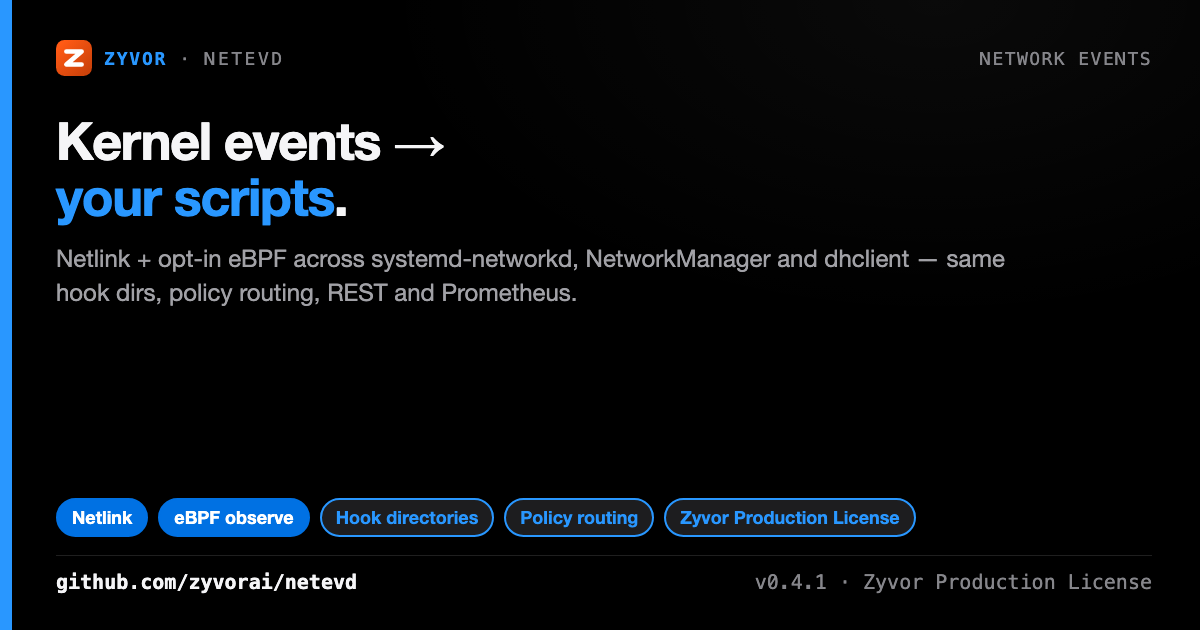 Z ZYVOR · NETEVD
NETWORK EVENTS
Kernel events →
your scripts.
Netlink + opt-in eBPF across systemd-networkd, NetworkManager and dhclient — same
hook dirs, policy routing, REST and Prometheus.
Netlink
eBPF observe
Hook directories
Policy routing
Zyvor Production License
github.com/zyvorai/netevd
v0.4.1 · Zyvor Production License